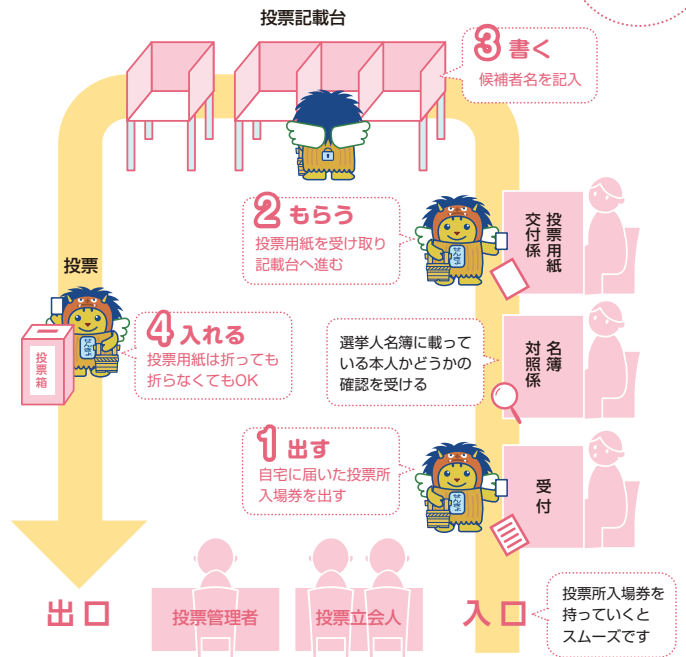 投票記載台
3 書く
候補者名を記入
2 もらう
投票用紙を受け取り
記載台へ進む
投票用紙
交付係
投票
投票箱
4 入れる
投票用紙は折っても
折らなくてもOK
選挙人名簿に載って
いる本人かどうかの
確認を受ける
名簿
対照係
1 出す
自宅に届いた投票所
入場券を出す
受付
出口
投票管理者
投票立会人
入口
投票所入場券を
持っていくと
スムーズです